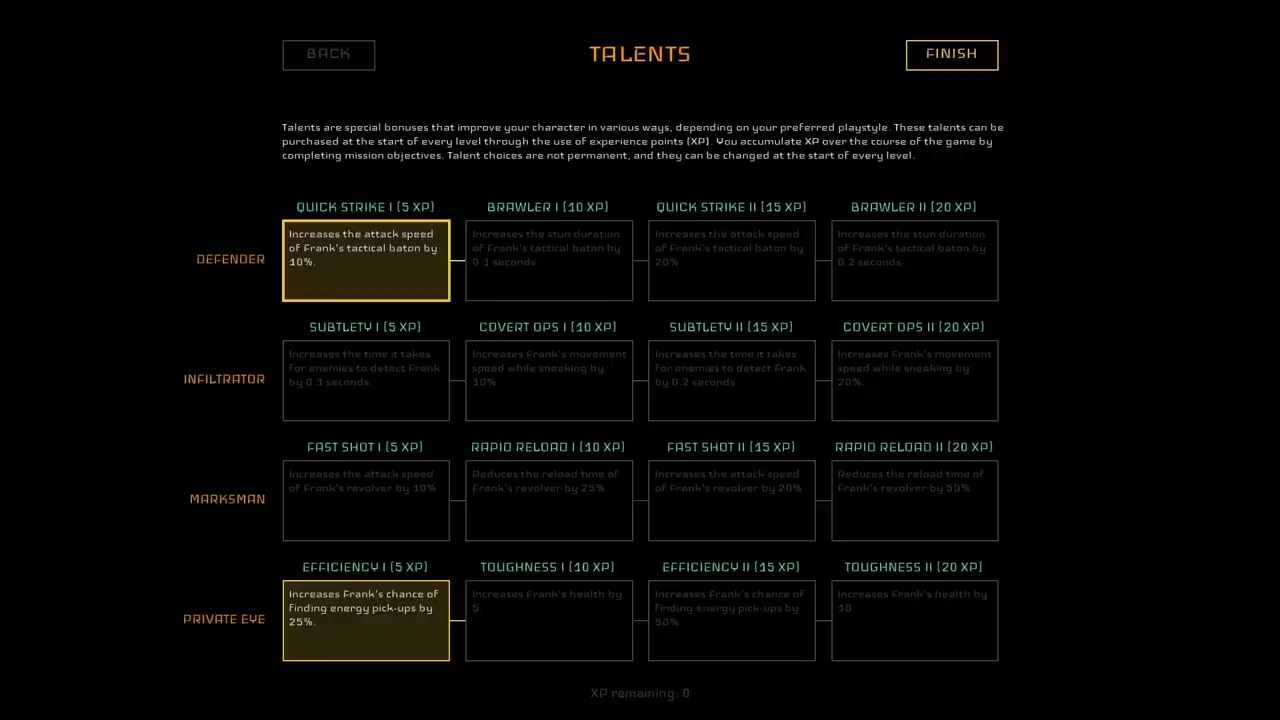 BACK
TALENTS
FINISH
Talents are special bonuses that improve your character in various ways, depending on your preferred playstyle. These talents can be
purchased at the start of every level through the use of experience points (XP). You accumulate XP over the course of the game by
completing mission objectives. Talent choices are not permanent, and they can be changed at the start of every level.
DEFENDER
QUICK STRIKE I (5 XP)
Increases the attack speed
of Frank's tactical baton by
10%.
BRAWLER I (10 XP)
Increases the stun duration
of Frank's tactical baton by
0.1 seconds
QUICK STRIKE II (15 XP)
Increases the attack speed
of Frank's tactical baton by
20%
BRAWLER II (20 XP)
Increases the stun duration
of Frank's tactical baton by
0.2 seconds.
INFILTRATOR
SUBTLETY I (5 XP)
Increases the time it takes
for enemies to detect Frank
by 0.1 seconds.
COVERT OPS I (10 XP)
Increases Frank's movement
speed while sneaking by
10%.
SUBTLETY II (15 XP)
Increases the time it takes
for enemies to detect Frank
by 0.2 seconds.
COVERT OPS II (20 XP)
Increases Frank's movement
speed while sneaking by
20%.
MARKSMAN
FAST SHOT I (5 XP)
Increases the attack speed
of Frank's revolver by 10%
RAPID RELOAD I (10 XP)
Reduces the reload time of
Frank's revolver by 25%
FAST SHOT II (15 XP)
Increases the attack speed
of Frank's revolver by 20%
RAPID RELOAD II (20 XP)
Reduces the reload time of
Frank's revolver by 50%.
PRIVATE EYE
EFFICIENCY I (5 XP)
Increases Frank's chance of
finding energy pick-ups by
25%.
TOUGHNESS I (10 XP)
Increases Frank's health by
5.
EFFICIENCY II (15 XP)
Increases Frank's chance of
finding energy pick-ups by
50%.
TOUGHNESS II (20 XP)
Increases Frank's health by
10
XP remaining: 0